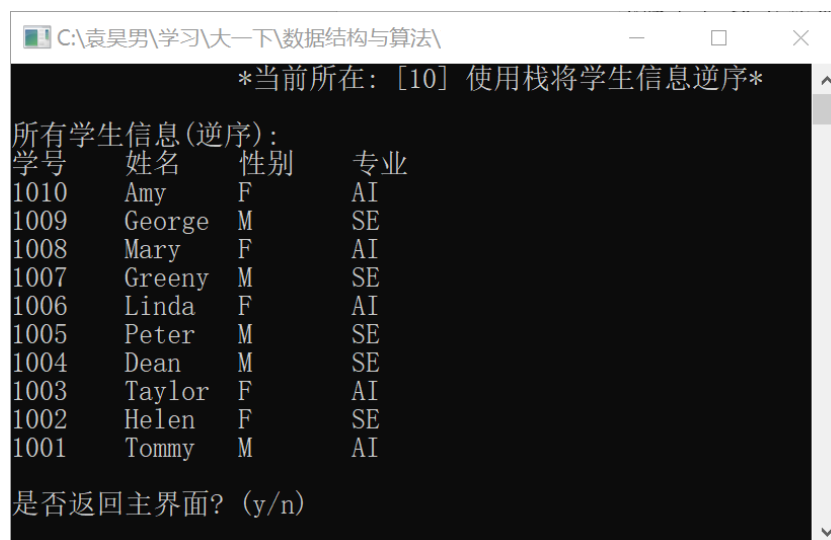 C:\袁昊男\学习\大一下\数据结构与算法\
*当前所在: [10] 使用栈将学生信息逆序*
所有学生信息(逆序):
学号 姓名 性别 专业
1010 Amy F AI
1009 George M SE
1008 Mary F AI
1007 Greeny M SE
1006 Linda F AI
1005 Peter M SE
1004 Dean M SE
1003 Taylor F AI
1002 Helen F SE
1001 Tommy M AI
是否返回主界面? (y/n)